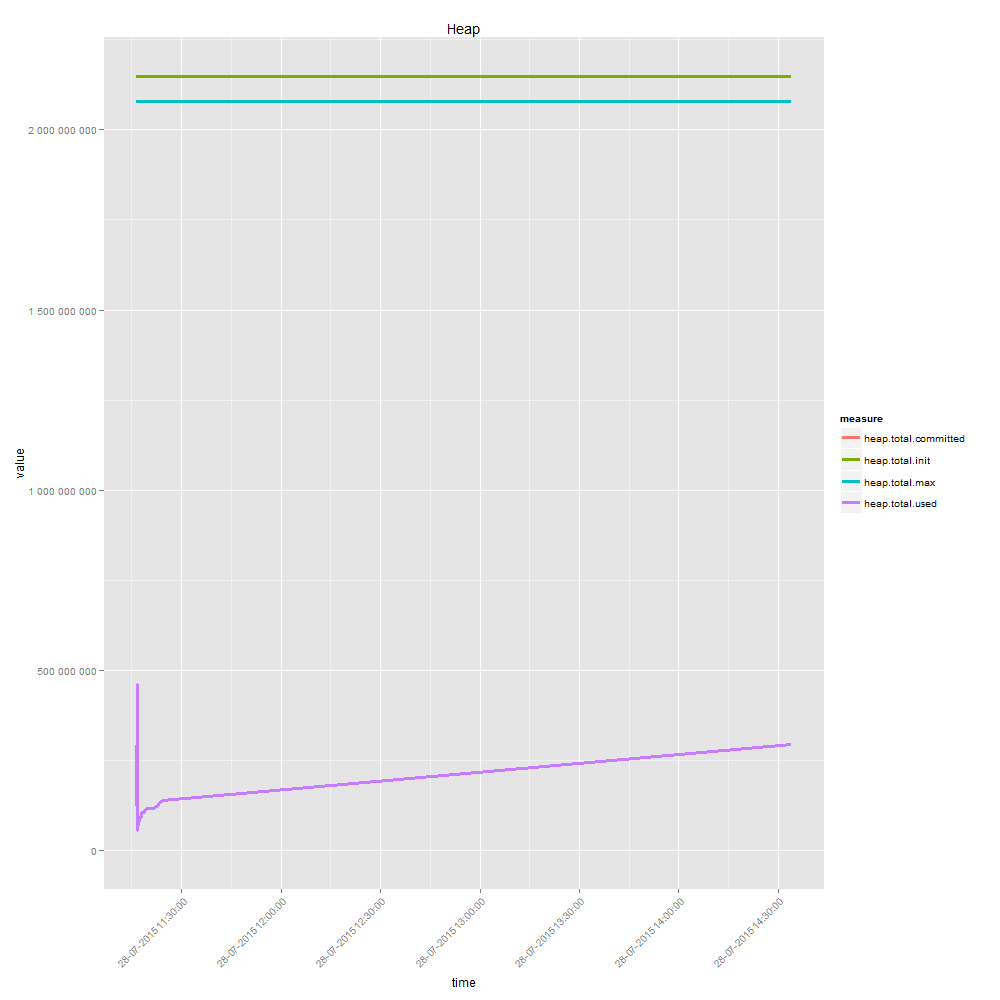 Heap
2 000 000 000
1 500 000 000
1 000 000 000
500 000 000
0
value
28-07-2015 11:30:00
28-07-2015 12:00:00
28-07-2015 12:30:00
28-07-2015 13:00:00
28-07-2015 13:30:00
28-07-2015 14:00:00
28-07-2015 14:30:00
time
measure
heap.total.committed
heap.total.init
heap.total.max
heap.total.used